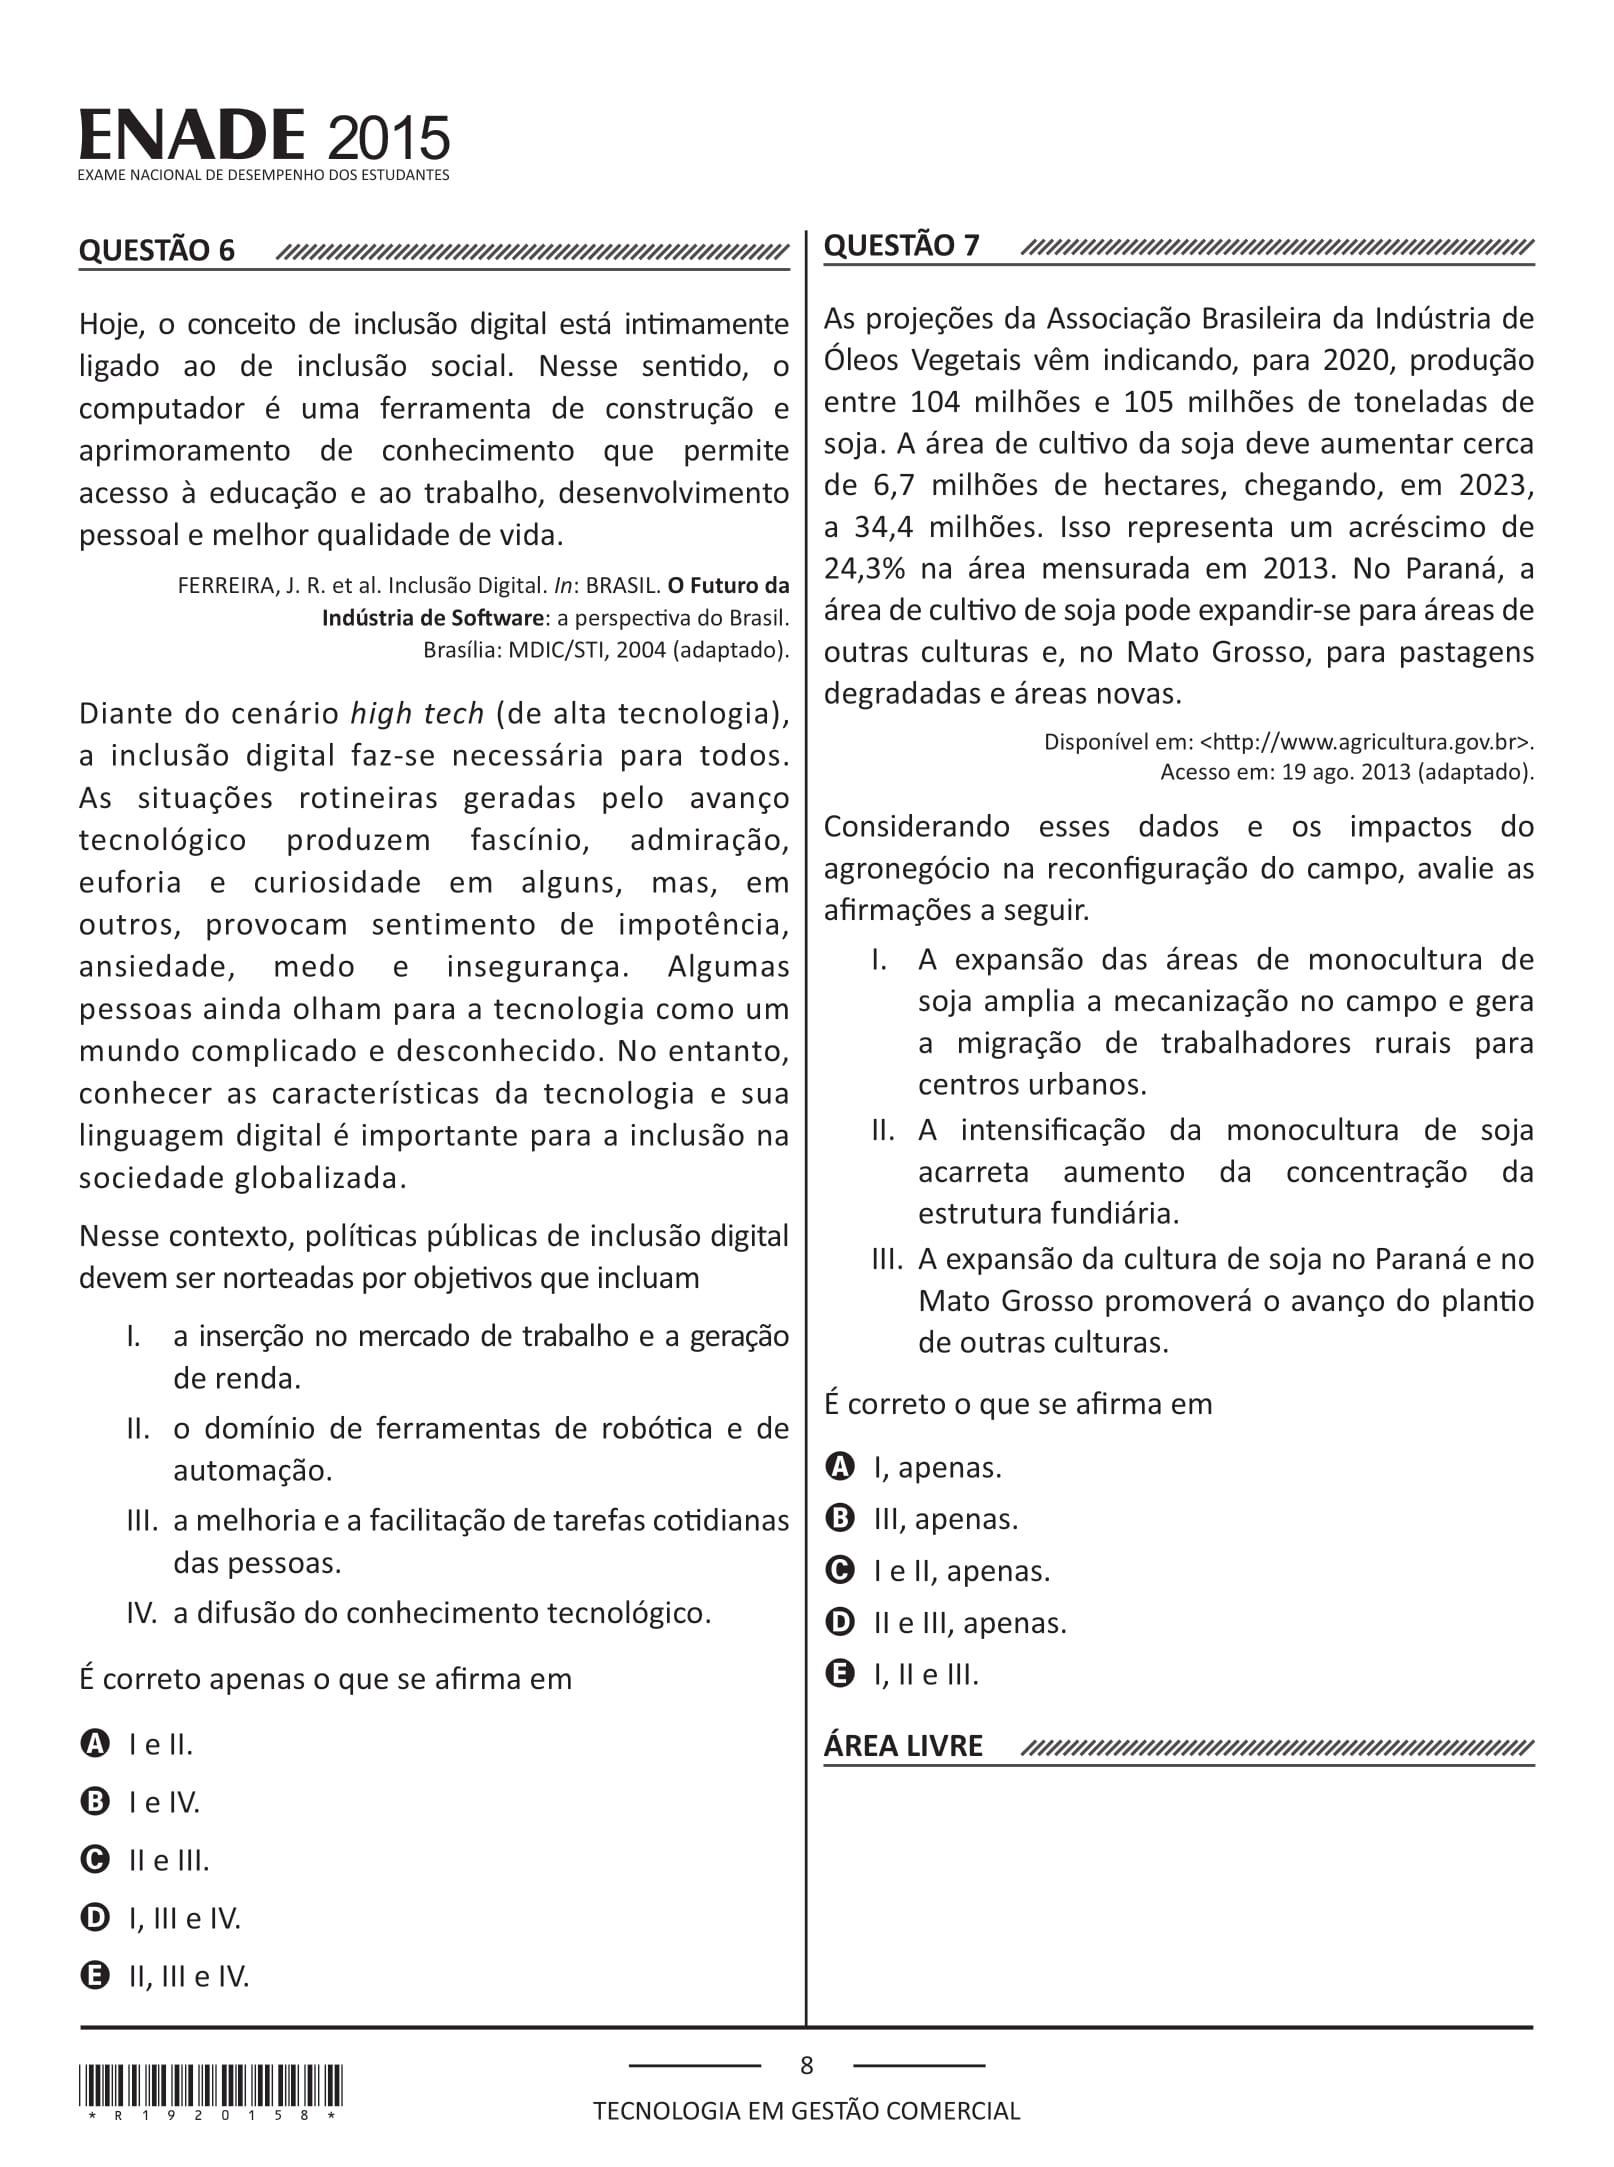 ENADE 2015
EXAME NACIONAL DE DESEMPENHO DOS ESTUDANTES
QUESTÃO 6
Hoje, o conceito de inclusão digital está intimamente
ligado ao de inclusão social. Nesse sentido, o
computador é uma ferramenta de construção e
aprimoramento de conhecimento que permite
acesso à educação e ao trabalho, desenvolvimento
pessoal e melhor qualidade de vida.
FERREIRA, J. R. et al. Inclusão Digital. In: BRASIL. O Futuro da
Indústria de Software: a perspectiva do Brasil.
Brasília: MDIC/STI, 2004 (adaptado).
Diante do cenário high tech (de alta tecnologia),
a inclusão digital faz-se necessária para todos.
As situações rotineiras geradas pelo avanço
tecnológico produzem fascínio, admiração,
euforia e curiosidade em alguns, mas, em
outros, provocam sentimento de impotência,
ansiedade, medo e insegurança. Algumas
pessoas ainda olham para a tecnologia como um
mundo complicado e desconhecido. No entanto,
conhecer as características da tecnologia e sua
linguagem digital é importante para a inclusão na
sociedade globalizada.
Nesse contexto, políticas públicas de inclusão digital
devem ser norteadas por objetivos que incluam
I. a inserção no mercado de trabalho e a geração
de renda.
II. o domínio de ferramentas de robótica e de
automação.
III. a melhoria e a facilitação de tarefas cotidianas
das pessoas.
IV. a difusão do conhecimento tecnológico.
É correto apenas o que se afirma em
A I e II.
B I e IV.
C II e III.
D I, III e IV.
E II, III e IV.
QUESTÃO 7
As projeções da Associação Brasileira da Indústria de
Óleos Vegetais vêm indicando, para 2020, produção
entre 104 milhões e 105 milhões de toneladas de
soja. A área de cultivo da soja deve aumentar cerca
de 6,7 milhões de hectares, chegando, em 2023,
a 34,4 milhões. Isso representa um acréscimo de
24,3% na área mensurada em 2013. No Paraná, a
área de cultivo de soja pode expandir-se para áreas de
outras culturas e, no Mato Grosso, para pastagens
degradadas e áreas novas.
Disponível em: <http://www.agricultura.gov.br>.
Acesso em: 19 ago. 2013 (adaptado).
Considerando esses dados e os impactos do
agronegócio na reconfiguração do campo, avalie as
afirmações a seguir.
I. A expansão das áreas de monocultura de
soja amplia a mecanização no campo e gera
a migração de trabalhadores rurais para
centros urbanos.
II. A intensificação da monocultura de soja
acarreta aumento da concentração da
estrutura fundiária.
III. A expansão da cultura de soja no Paraná e no
Mato Grosso promoverá o avanço do plantio
de outras culturas.
É correto o que se afirma em
A I, apenas.
B III, apenas.
C I e II, apenas.
D II e III, apenas.
E I, II e III.
ÁREA LIVRE
*R1920158*
8
TECNOLOGIA EM GESTÃO COMERCIAL